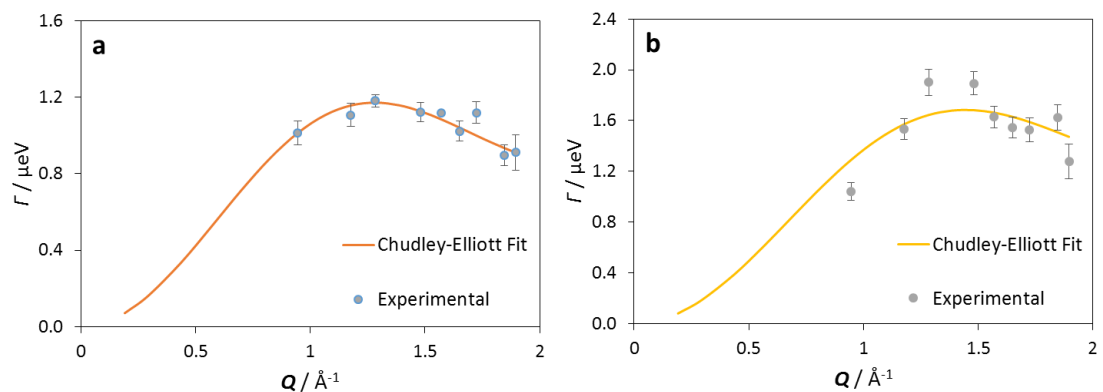 a
Γ / µeV
1.6
1.2
0.8
0.4
0.0
Chudley-Elliott Fit
Experimental
0 0.5 1 1.5 2
Q / Å-1
b
Γ / µeV
2.4
2.0
1.6
1.2
0.8
0.4
0.0
Chudley-Elliott Fit
Experimental
0 0.5 1 1.5 2
Q / Å-1